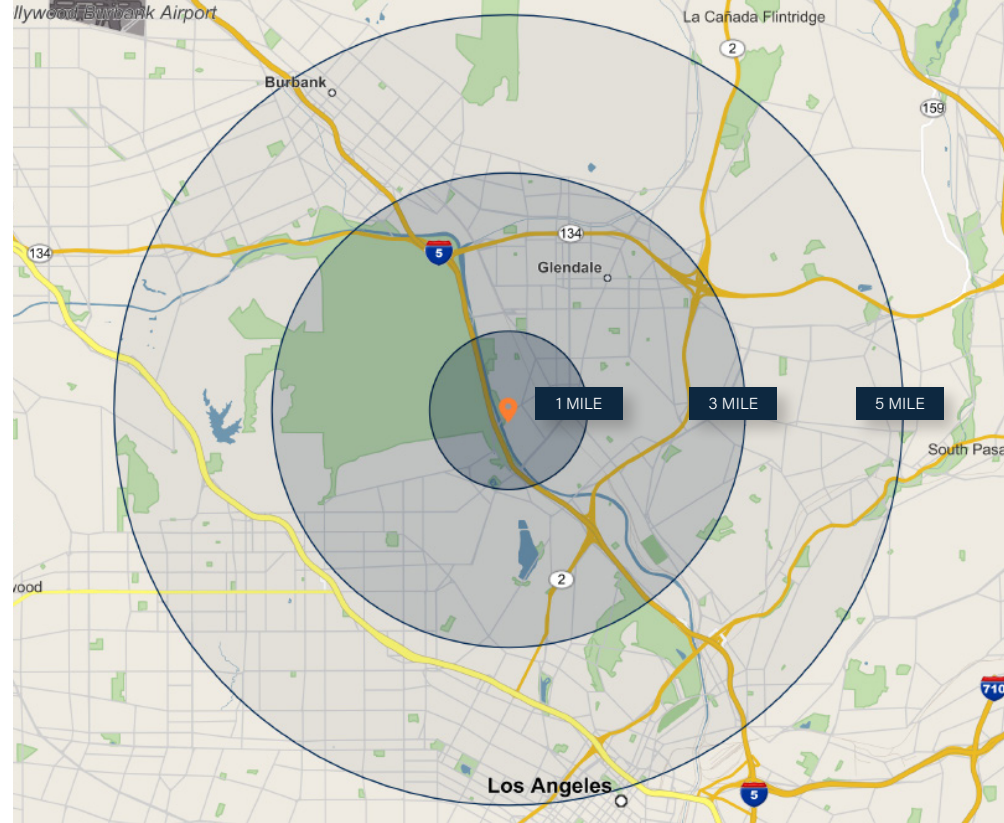 llywood Burbank Airport
La Cañada Flintridge
2
Burbank
159
134
5
134
Glendale
1 MILE
3 MILE
5 MILE
South Pasa
2
wood
710
Los Angeles
5